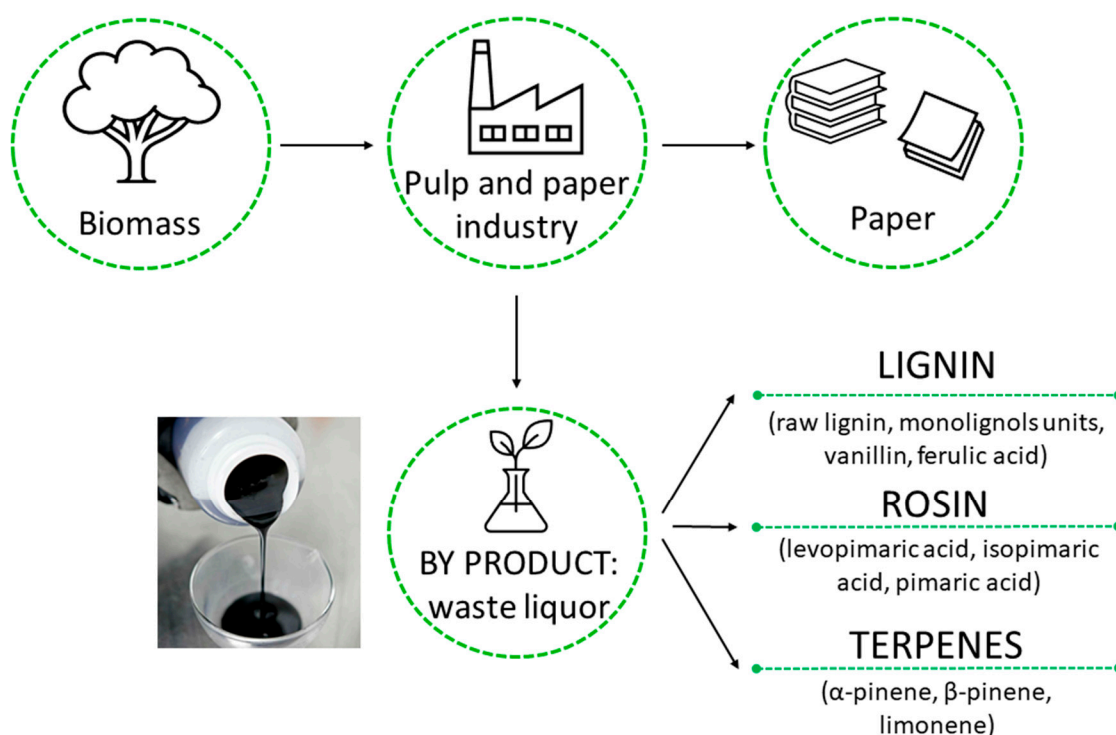 Biomass
Pulp and paper
industry
Paper
BY PRODUCT:
waste liquor
LIGNIN
(raw lignin, monolignols units,
vanillin, ferulic acid)
ROSIN
(levopimaric acid, isopimaric
acid, pimaric acid)
TERPENES
(α-pinene, β-pinene,
limonene)